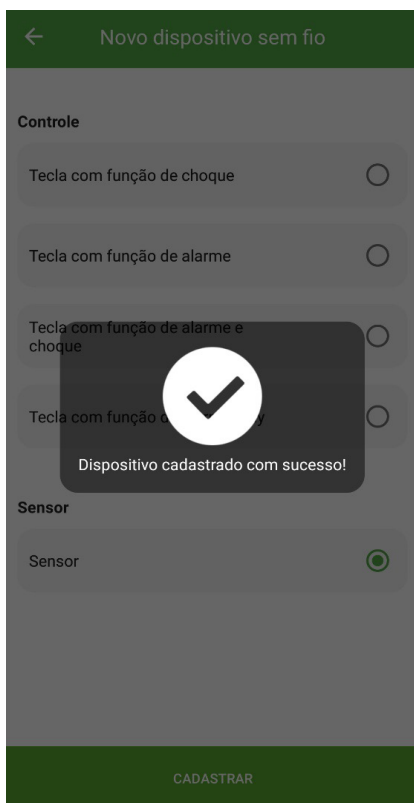 Novo dispositivo sem fio
Controle
Tecla com função de choque
Tecla com função de alarme
Tecla com função de alarme e
choque
Tecla com função d
y
Dispositivo cadastrado com sucesso!
Sensor
Sensor
CADASTRAR